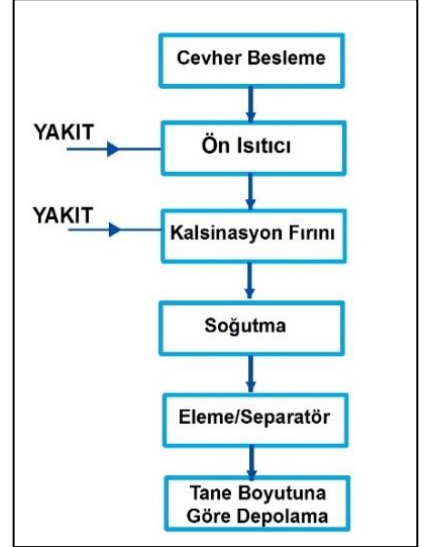 Cevher Besleme
YAKIT
Ön Isıtıcı
YAKIT
Kalsinasyon Fırını
Soğutma
Eleme/Separatör
Tane Boyutuna
Göre Depolama